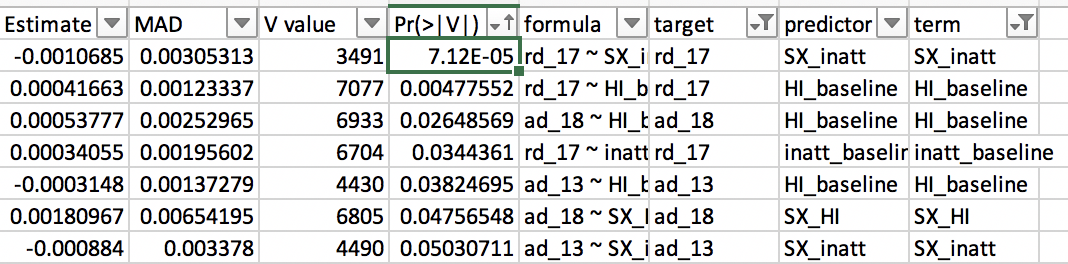 Estimate MAD V value Pr(>|V|) formula target predictor term
-0.0010685 0.00305313 3491 7.12E-05 rd_17 ~ SX_i rd_17 SX_inatt SX_inatt
0.00041663 0.00123337 7077 0.00477552 rd_17 ~ HI_b rd_17 HI_baseline HI_baseline
0.00053777 0.00252965 6933 0.02648569 ad_18 ~ HI_b ad_18 HI_baseline HI_baseline
0.00034055 0.00195602 6704 0.0344361 rd_17 ~ inatt rd_17 inatt_baselin inatt_baseline
-0.0003148 0.00137279 4430 0.03824695 ad_13 ~ HI_b ad_13 HI_baseline HI_baseline
0.00180967 0.00654195 6805 0.04756548 ad_18 ~ SX_I ad_18 SX_HI SX_HI
-0.000884 0.003378 4490 0.05030711 ad_13 ~ SX_i ad_13 SX_inatt SX_inatt